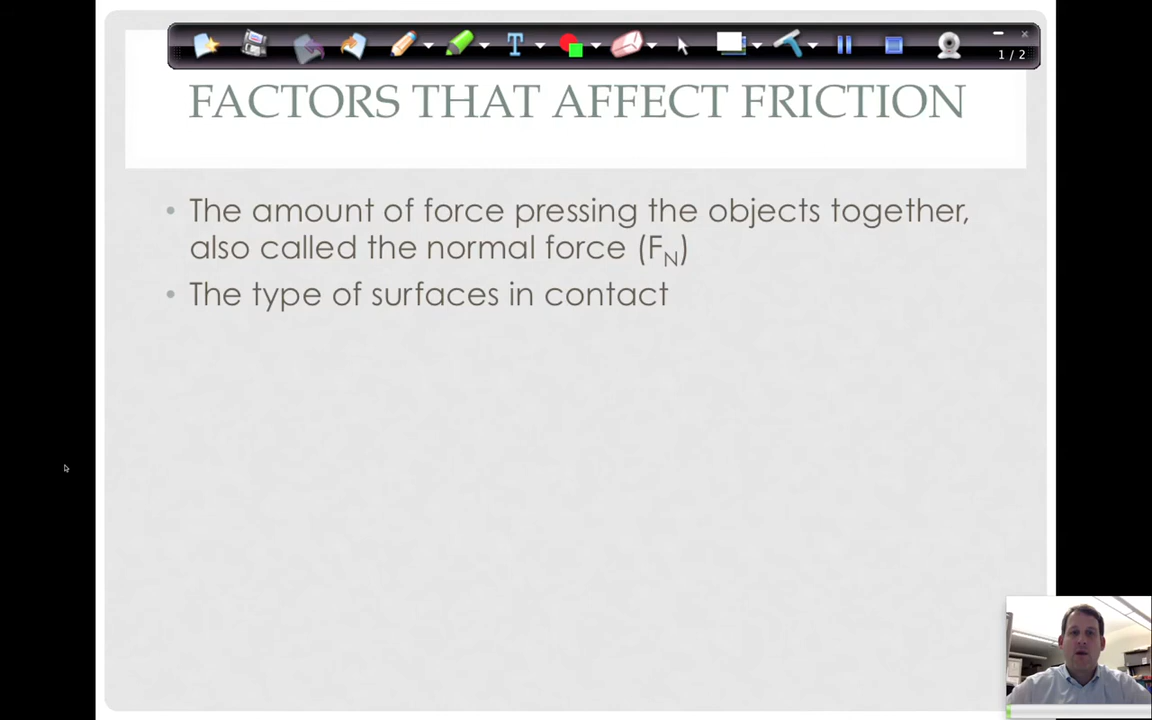 1 / 2
FACTORS THAT AFFECT FRICTION
• The amount of force pressing the objects together,
also called the normal force (F_N)
• The type of surfaces in contact